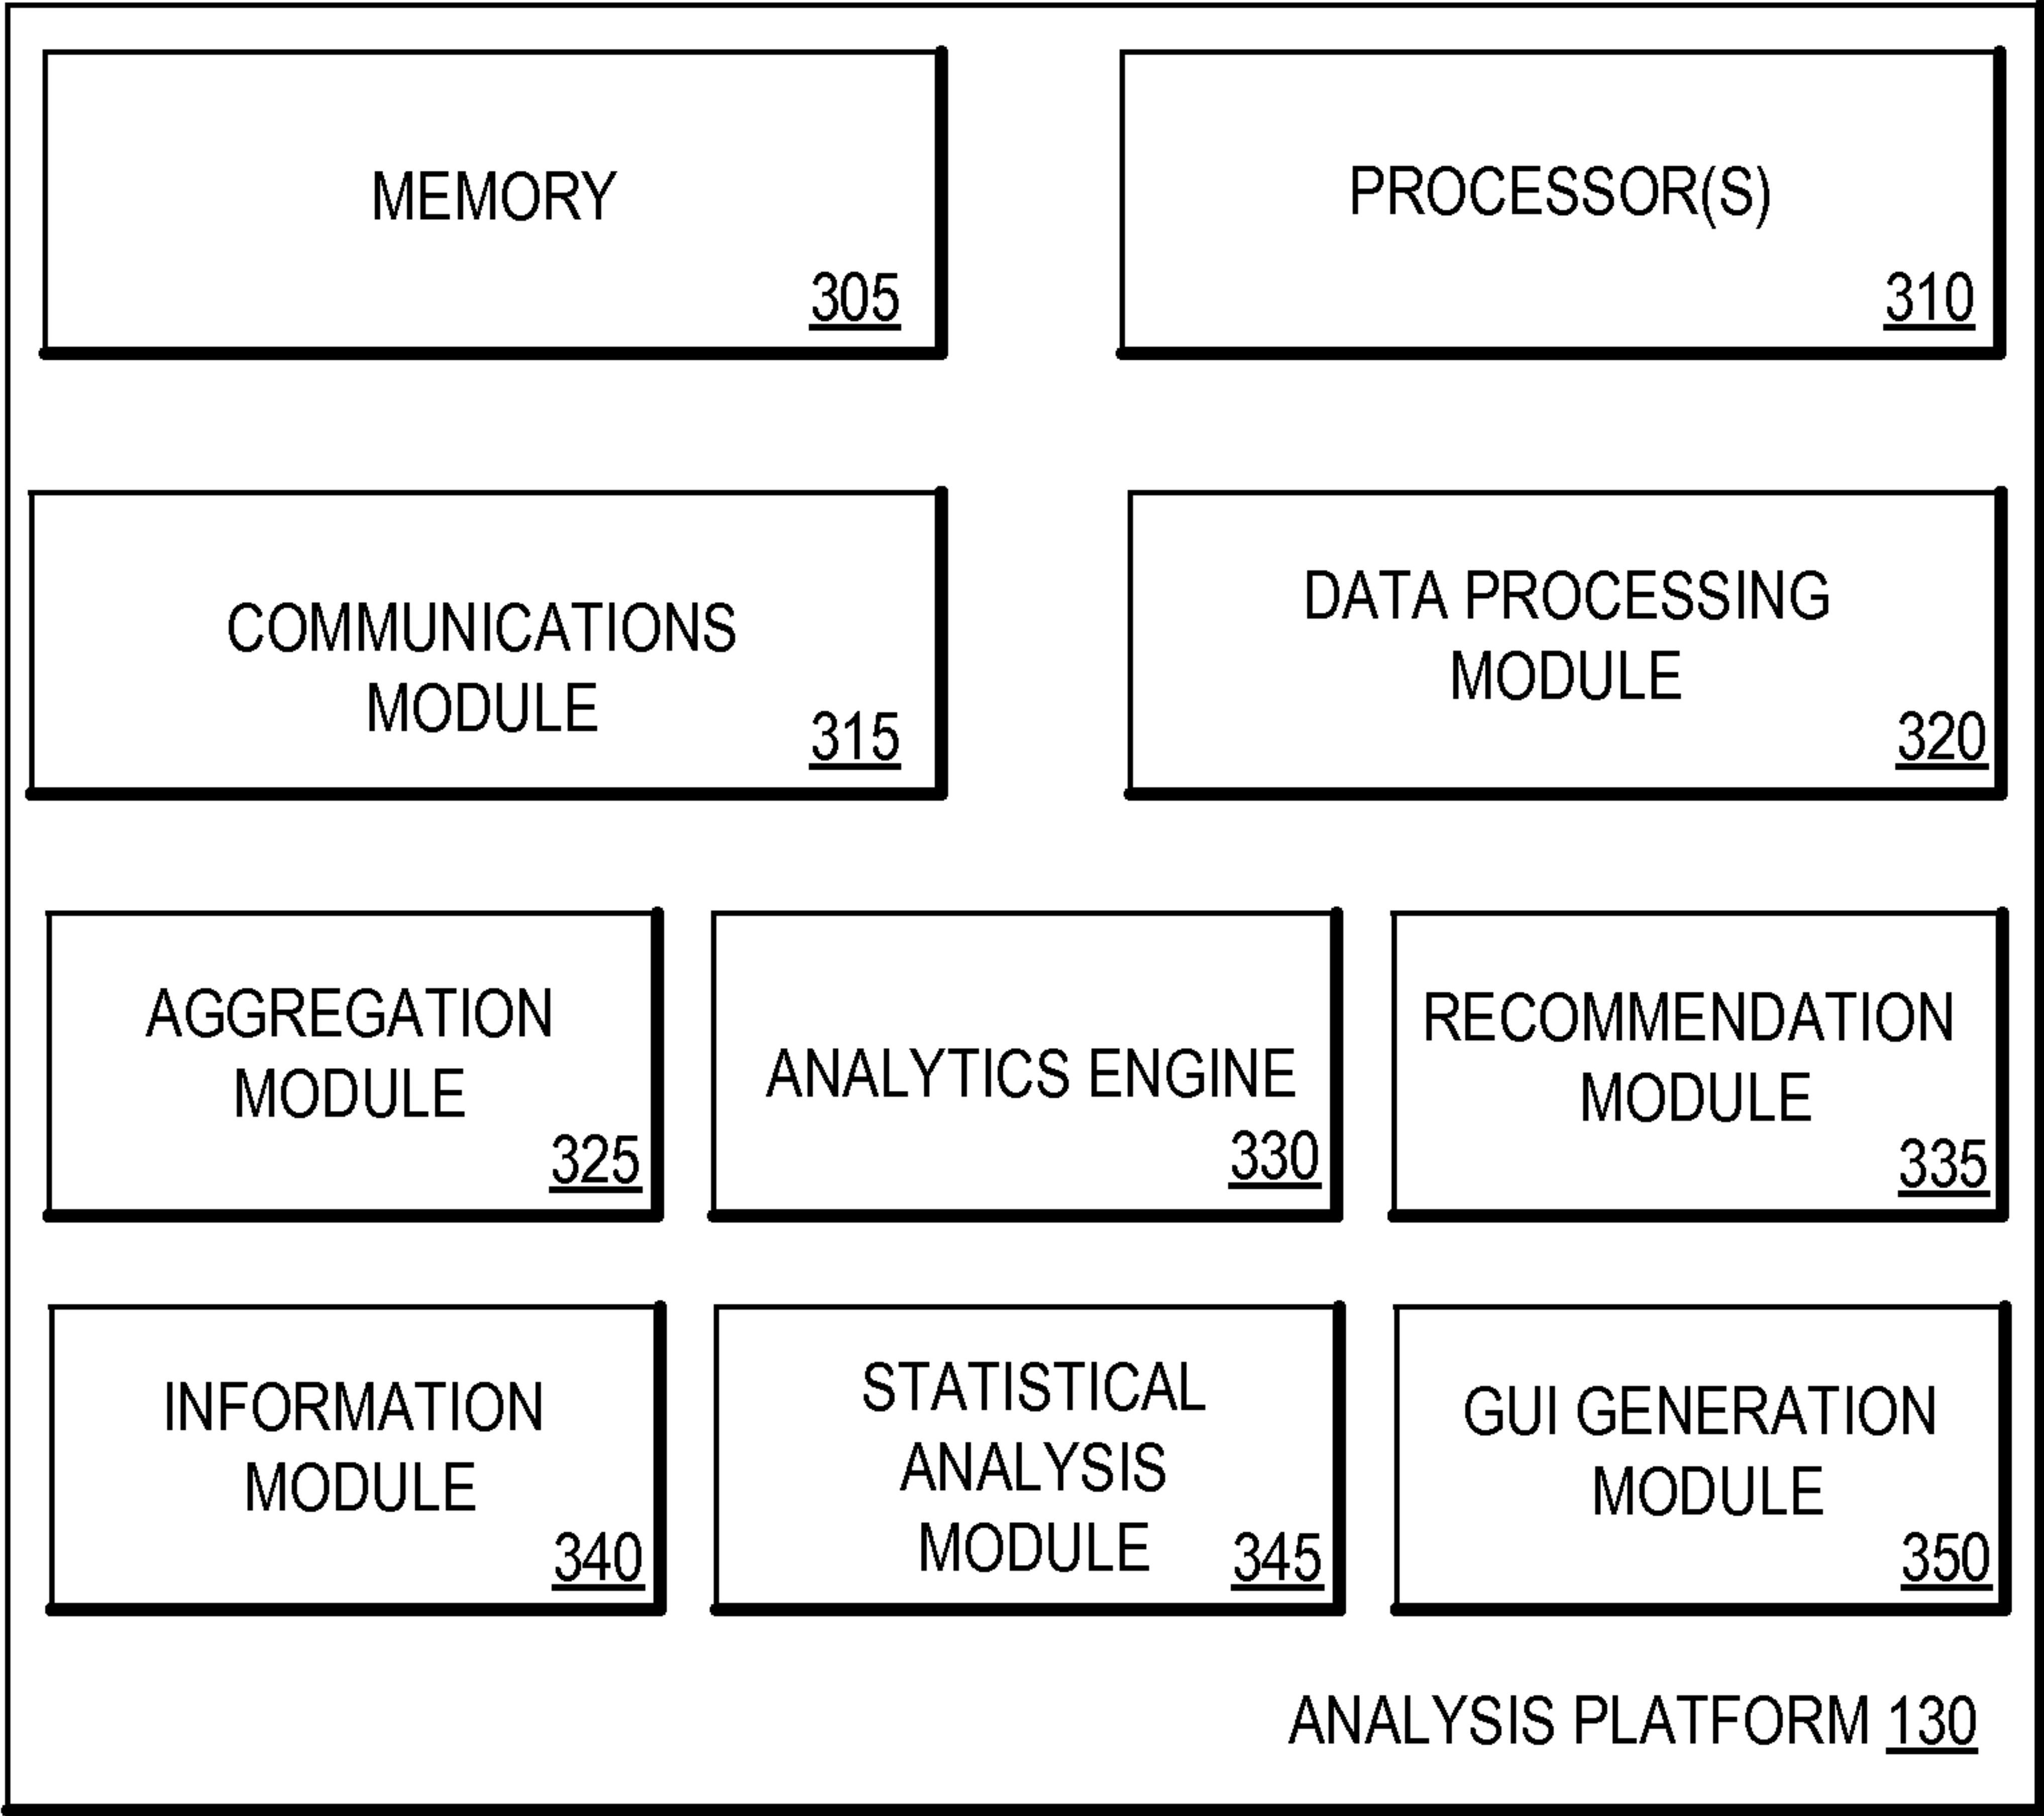 MEMORY
305
PROCESSOR(S)
310
COMMUNICATIONS
MODULE
315
DATA PROCESSING
MODULE
320
AGGREGATION
MODULE
325
ANALYTICS ENGINE
330
RECOMMENDATION
MODULE
335
INFORMATION
MODULE
340
STATISTICAL
ANALYSIS
MODULE
345
GUI GENERATION
MODULE
350
ANALYSIS PLATFORM 130